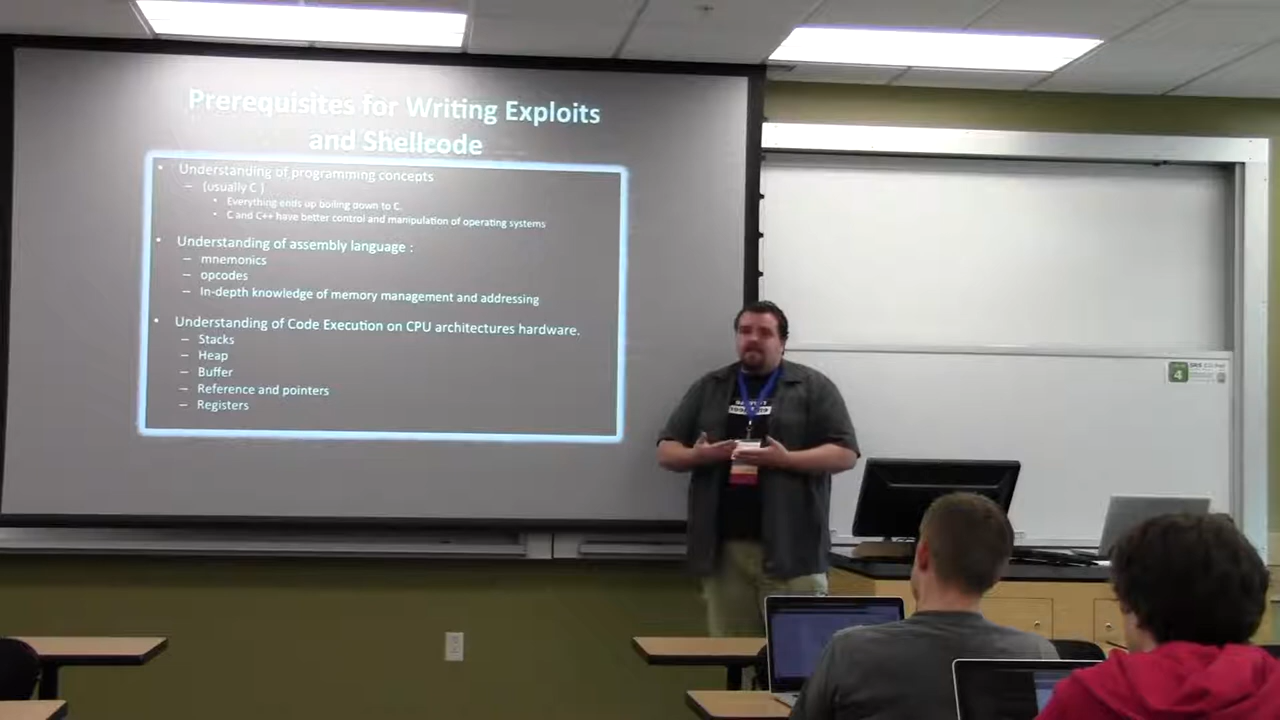 Prerequisites for Writing Exploits
and Shellcode
• Understanding of programming concepts
– (usually C )
• Everything ends up boiling down to C.
• C and C++ have better control and manipulation of operating systems
• Understanding of assembly language :
– mnemonics
– opcodes
– In-depth knowledge of memory management and addressing
• Understanding of Code Execution on CPU architectures hardware.
– Stacks
– Heap
– Buffer
– Reference and pointers
– Registers
4